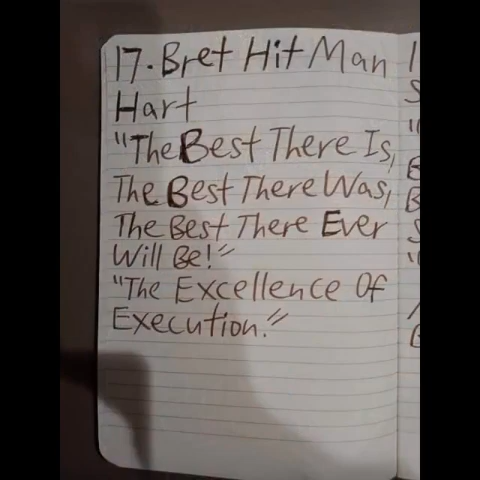 17. Bret Hit Man
Hart
"The Best There Is,
The Best There Was,
The Best There Ever
Will Be!"
"The Excellence Of
Execution."